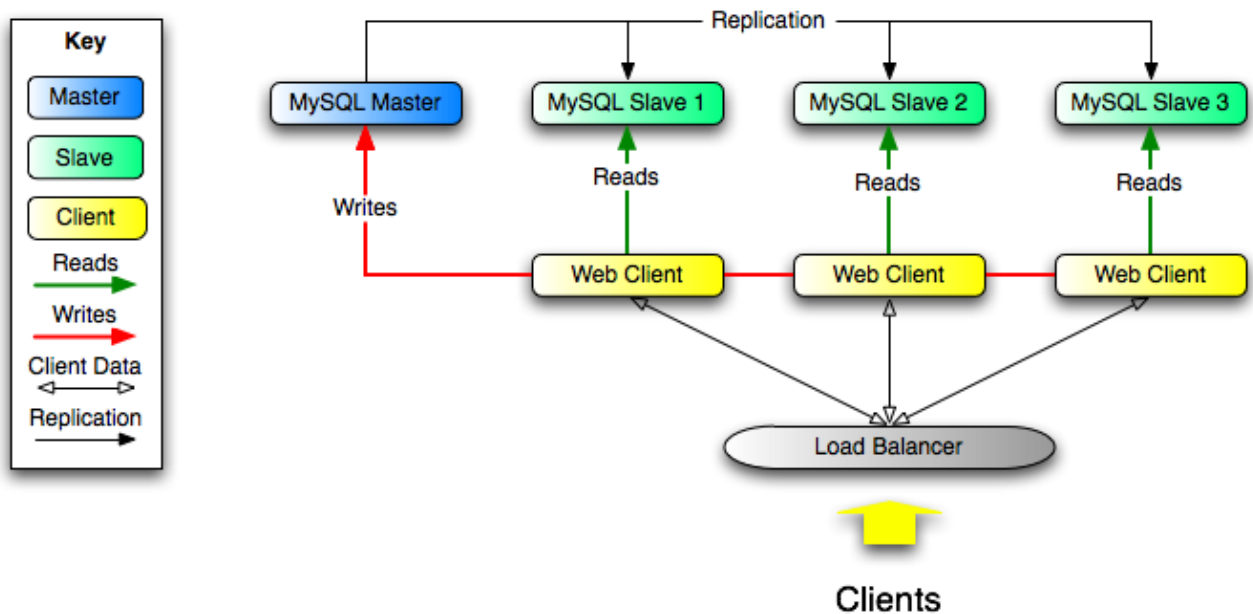 Key
Master
Slave
Client
Reads
Writes
Client Data
Replication
Replication
MySQL Master
MySQL Slave 1
MySQL Slave 2
MySQL Slave 3
Reads
Reads
Reads
Writes
Web Client
Web Client
Web Client
Load Balancer
Clients